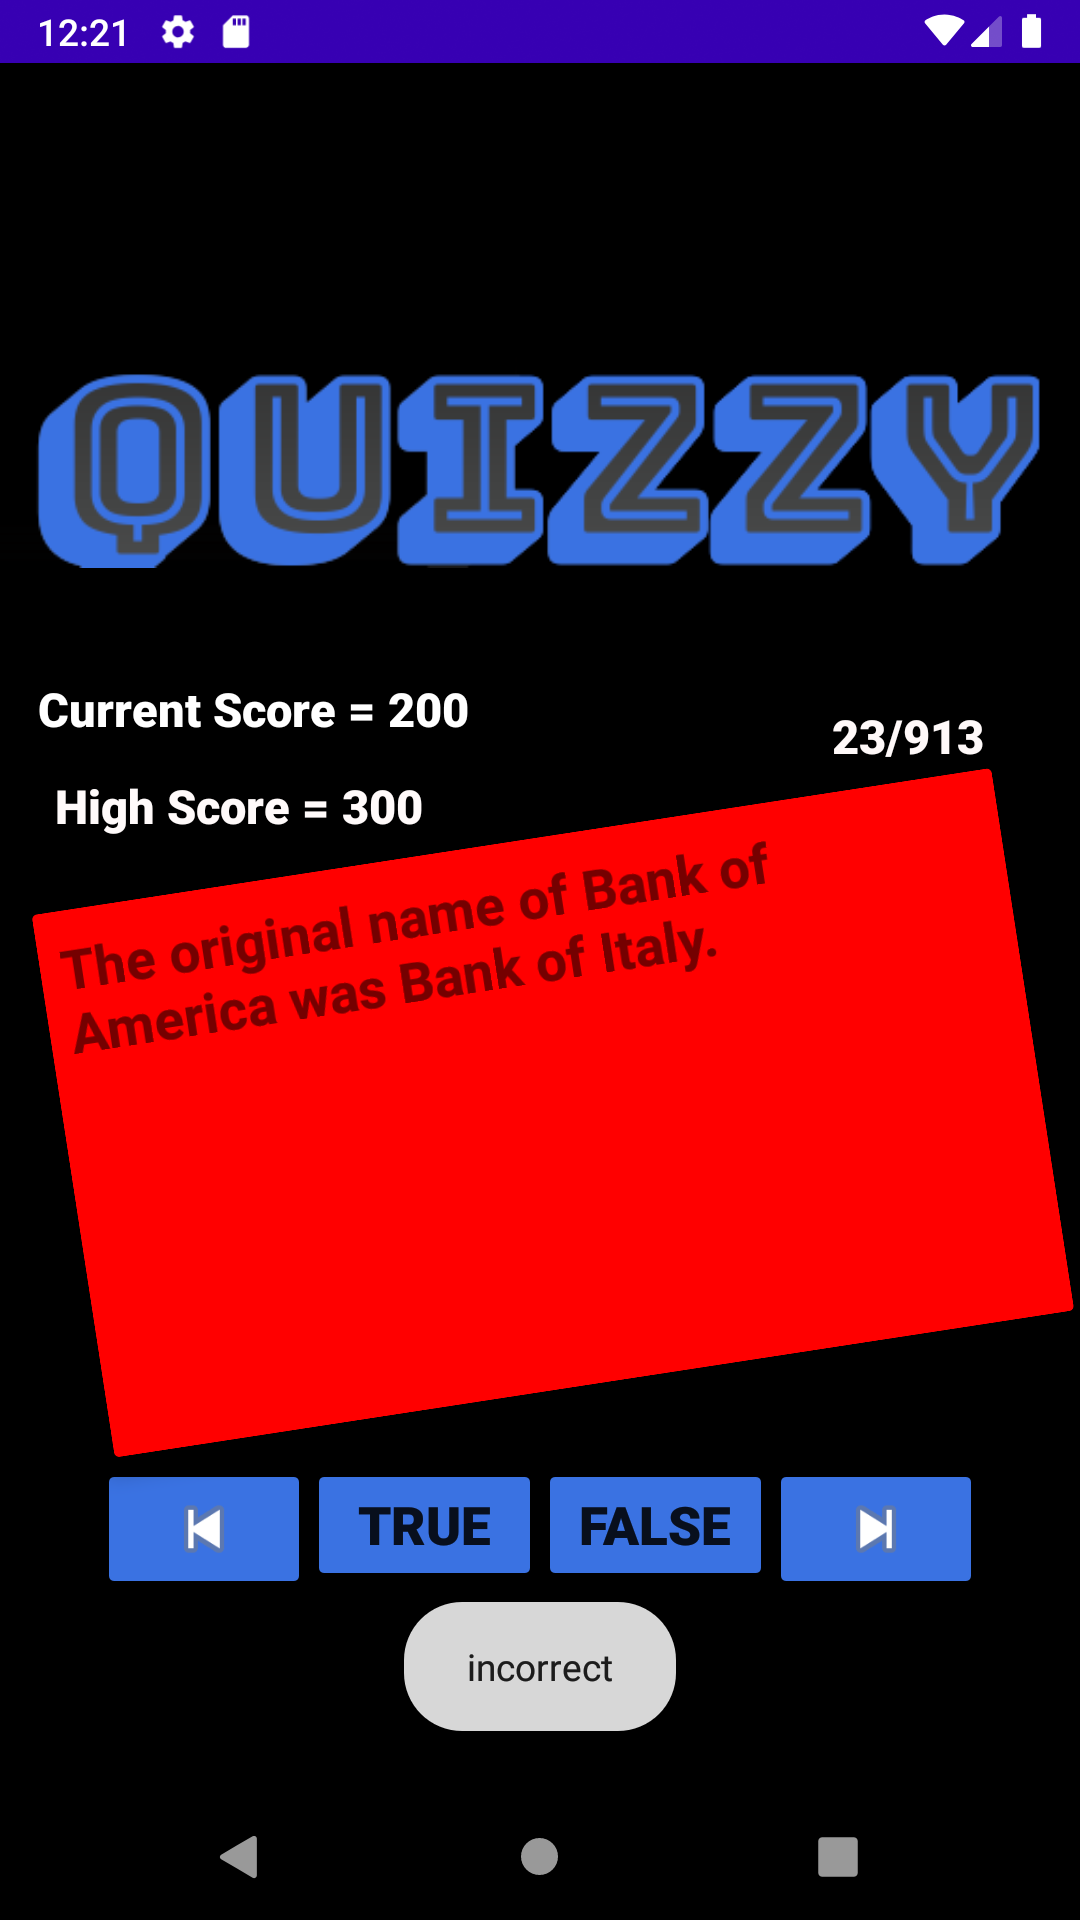 12:21
QUIZZY
Current Score = 200
23/913
High Score = 300
The original name of Bank of
America was Bank of Italy.
TRUE
FALSE
incorrect